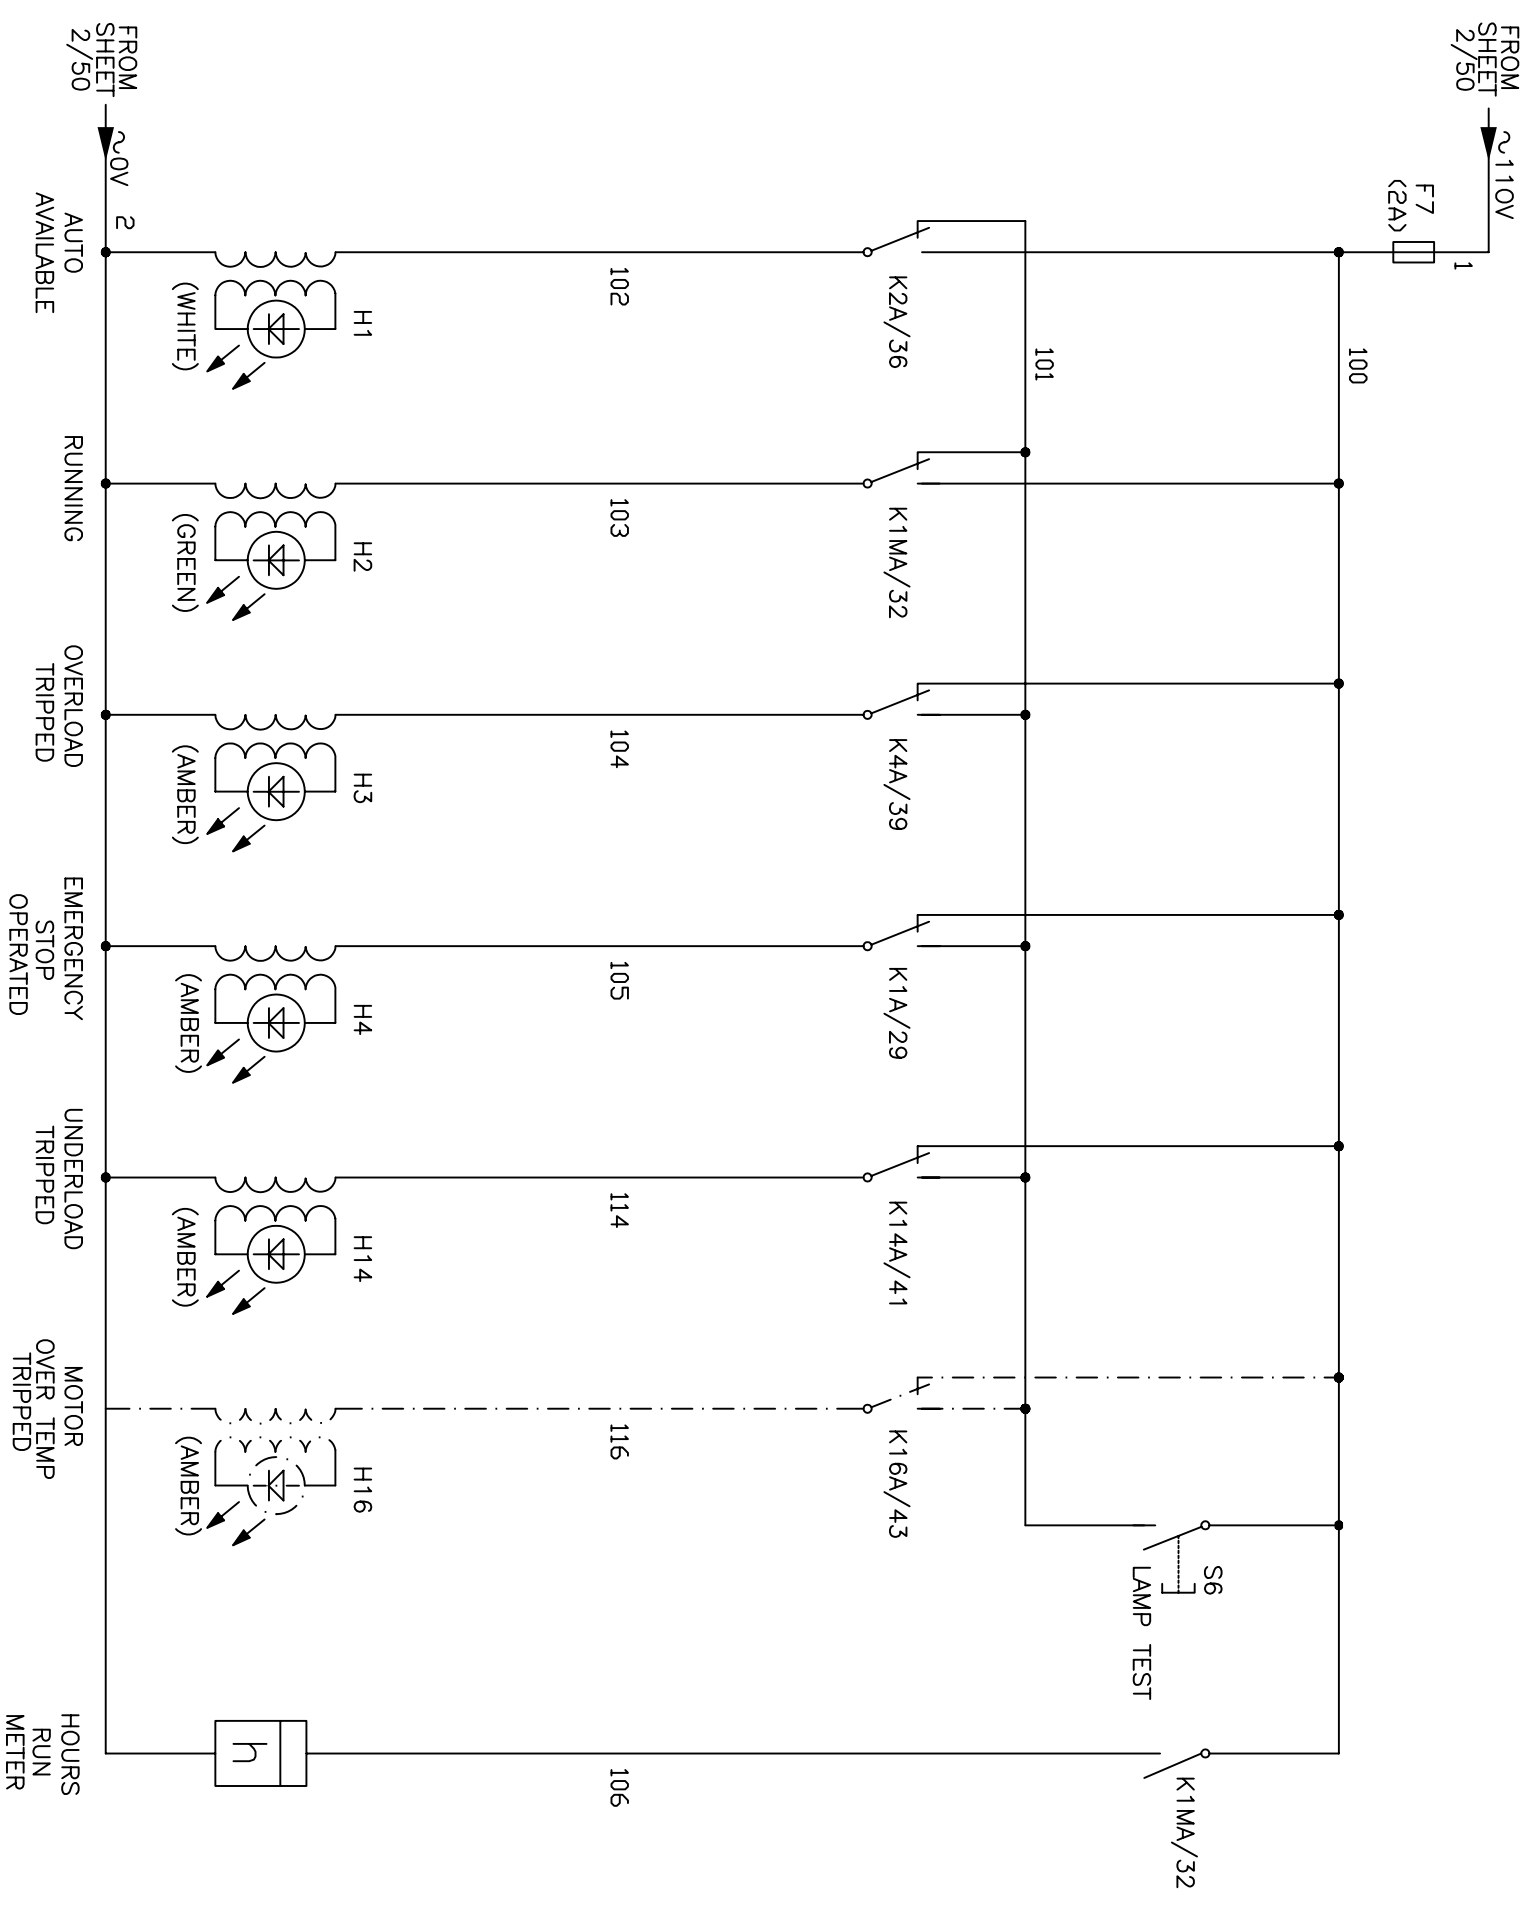 FROM
SHEET
2/50
~110V
F7
(2A)
1
100
101
K2A/36
K1MA/32
K4A/39
K1A/29
K14A/41
K16A/43
S6
LAMP TEST
K1MA/32
102
103
104
105
114
116
106
H1
(WHITE)
H2
(GREEN)
H3
(AMBER)
H4
(AMBER)
H14
(AMBER)
H16
(AMBER)
h
FROM
SHEET
2/50
~0V
2
AUTO
AVAILABLE
RUNNING
OVERLOAD
TRIPPED
EMERGENCY
STOP
OPERATED
UNDERLOAD
TRIPPED
MOTOR
OVER TEMP
TRIPPED
HOURS
RUN
METER